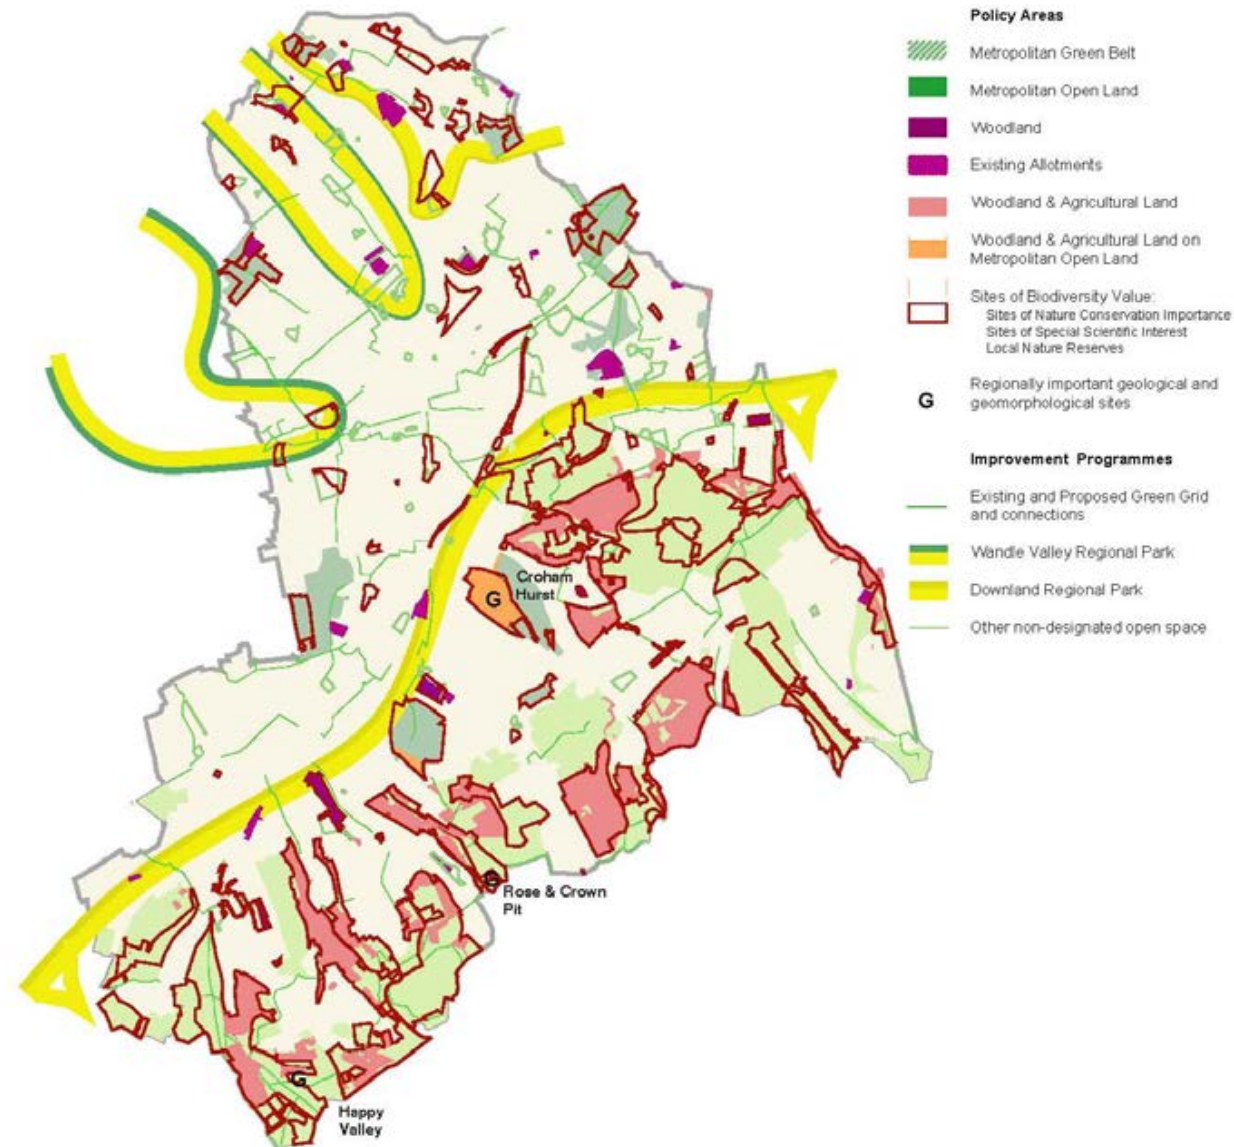 Policy Areas
Metropolitan Green Belt
Metropolitan Open Land
Woodland
Existing Allotments
Woodland & Agricultural Land
Woodland & Agricultural Land on
Metropolitan Open Land
Sites of Biodiversity Value:
Sites of Nature Conservation Importance
Sites of Special Scientific Interest
Local Nature Reserves
G
Regionally important geological and
geomorphological sites
Improvement Programmes
Existing and Proposed Green Grid
and connections
Wandle Valley Regional Park
Downland Regional Park
Other non-designated open space
Croham
Hurst
G
G
Rose & Crown
Pit
G
Happy
Valley